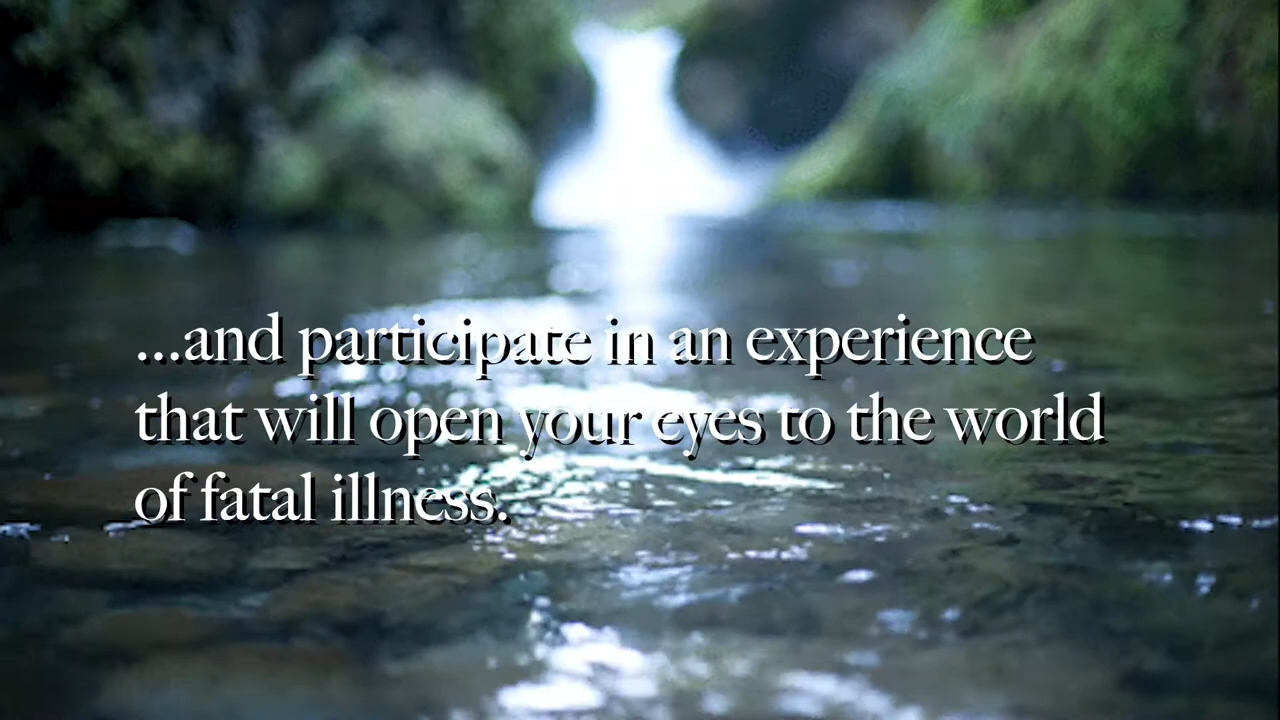 ...and participate in an experience
that will open your eyes to the world
of fatal illness.